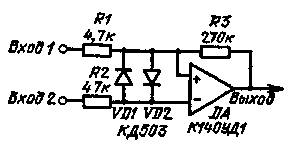 R1
4,7к
R3
270к
Вход 1
R2
4,7к
Вход 2
VD1 VD2
КД503
DA
К140УД1
Выход
+
−